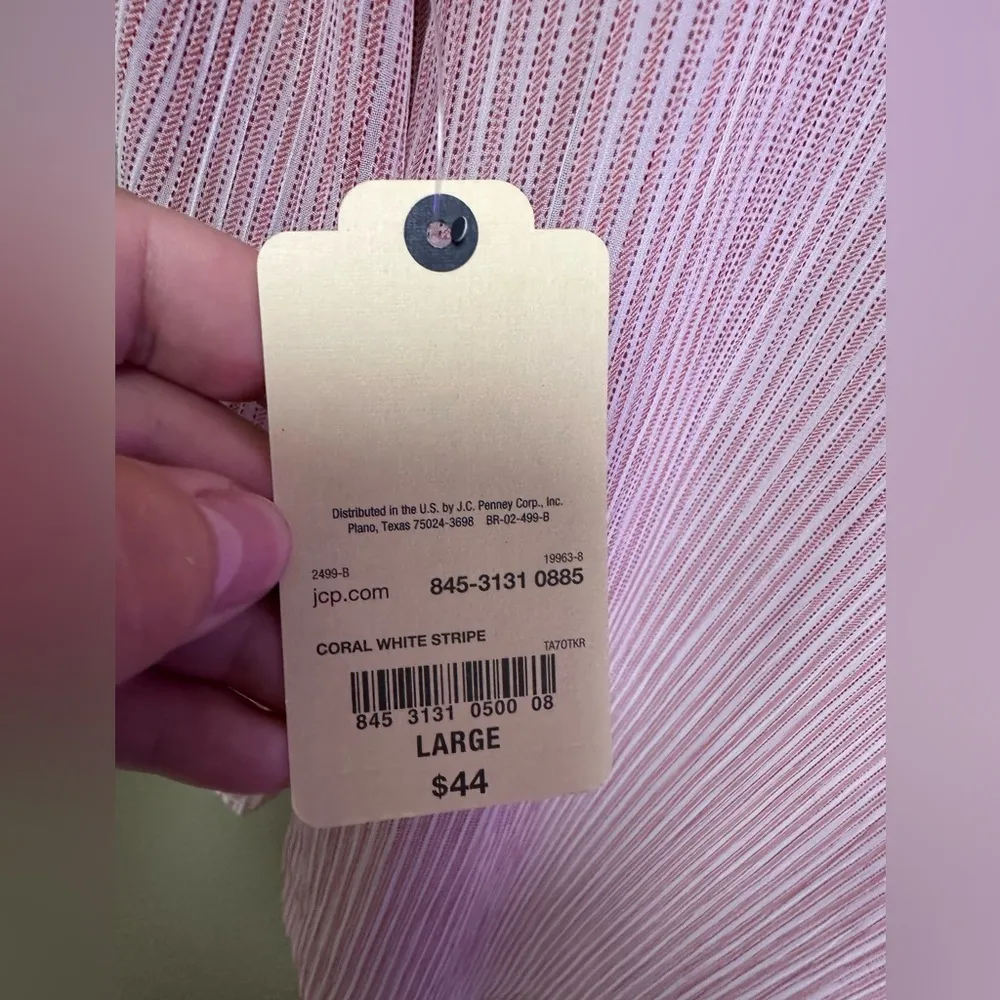 Distributed in the U.S. by J.C. Penney Corp., Inc.
Plano, Texas 75024-3698 BR-02-499-B
2499-B 19963-8
jcp.com 845-3131 0885
CORAL WHITE STRIPE TA70TKR
845 3131 0500 08
LARGE
$44